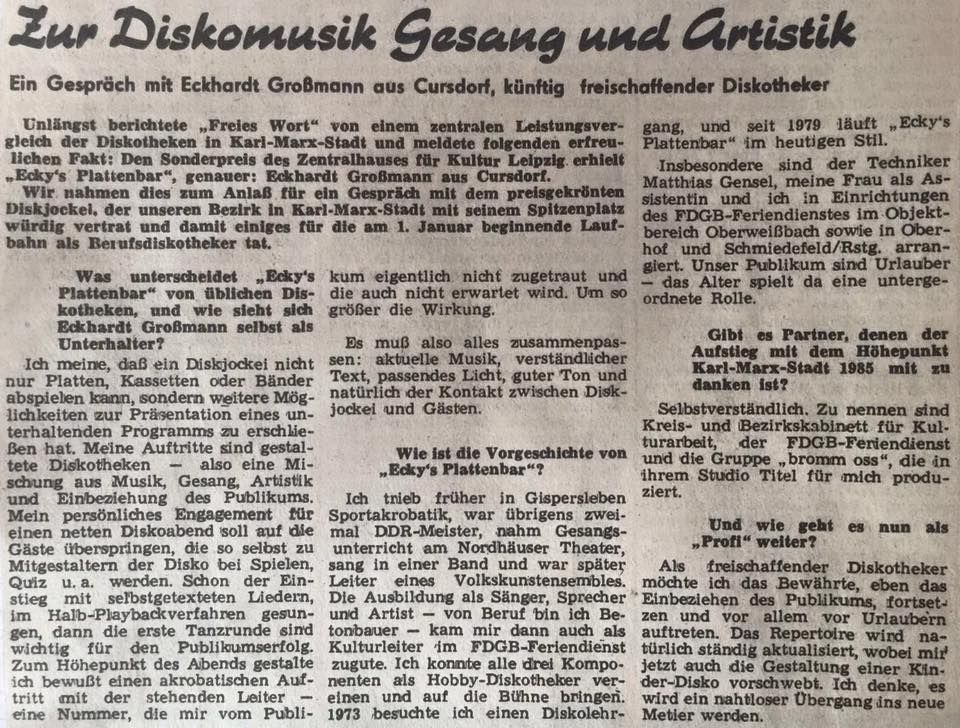 Zur Diskomusik Gesang und Artistik
Ein Gespräch mit Eckhardt Großmann aus Cursdorf, künftig freischaffender Diskotheker
Unlängst berichtete „Freies Wort“ von einem zentralen Leistungsver-
gleich der Diskotheken in Karl-Marx-Stadt und meldete folgenden erfreu-
lichen Fakt: Den Sonderpreis des Zentralhauses für Kultur Leipzig erhielt
„Ecky's Plattenbar“, genauer: Eckhardt Großmann aus Cursdorf.
Wir nahmen dies zum Anlaß für ein Gespräch mit dem preisgekrönten
Diskjockei, der unseren Bezirk in Karl-Marx-Stadt mit seinem Spitzenplatz
würdig vertrat und damit einiges für die am 1. Januar beginnende Lauf-
bahn als Berufsdiskotheker tat.
Was unterscheidet „Ecky's
Plattenbar“ von üblichen Dis-
kotheken, und wie sieht sich
Eckhardt Großmann selbst als
Unterhalter?
Ich meine, daß ein Diskjockei nicht
nur Platten, Kassetten oder Bänder
abspielen kann, sondern weitere Mög-
lichkeiten zur Präsentation eines un-
terhaltenden Programms zu erschlie-
ßen hat. Meine Auftritte sind gestal-
tete Diskotheken — also eine Mi-
schung aus Musik, Gesang, Artistik
und Einbeziehung des Publikums.
Mein persönliches Engagement für
einen netten Diskoabend soll auf die
Gäste überspringen, die so selbst zu
Mitgestaltern der Disko bei Spielen,
Quiz u. a. werden. Schon der Ein-
stieg mit selbstgetexteten Liedern,
im Halb-Playbackverfahren gesun-
gen, dann die erste Tanzrunde sind
wichtig für den Publikumserfolg.
Zum Höhepunkt des Abends gestalte
ich bewußt einen akrobatischen Auf-
tritt mit der stehenden Leiter —
eine Nummer, die mir vom Publi-
kum eigentlich nicht zugetraut und
die auch nicht erwartet wird. Um so
größer die Wirkung.
Es muß also alles zusammenpas-
sen: aktuelle Musik, verständlicher
Text, passendes Licht, guter Ton und
natürlich der Kontakt zwischen Disk-
jockei und Gästen.
Wie ist die Vorgeschichte von
„Ecky's Plattenbar“?
Ich trieb früher in Gispersleben
Sportakrobatik, war übrigens zwei-
mal DDR-Meister, nahm Gesangs-
unterricht am Nordhäuser Theater,
sang in einer Band und war später
Leiter eines Volkskunstensembles.
Die Ausbildung als Sänger, Sprecher
und Artist — von Beruf bin ich Be-
tonbauer — kam mir dann auch als
Kulturleiter im FDGB-Feriendienst
zugute. Ich konnte alle drei Kompo-
nenten als Hobby-Diskotheker ver-
einen und auf die Bühne bringen.
1973 besuchte ich einen Diskolehr-
gang, und seit 1979 läuft „Ecky's
Plattenbar“ im heutigen Stil.
Insbesondere sind der Techniker
Matthias Gensel, meine Frau als As-
sistentin und ich in Einrichtungen
des FDGB-Feriendienstes im Objekt-
bereich Oberweißbach sowie in Ober-
hof und Schmiedefeld/Rstg. arran-
giert. Unser Publikum sind Urlauber
— das Alter spielt da eine unterge-
ordnete Rolle.
Gibt es Partner, denen der
Aufstieg mit dem Höhepunkt
Karl-Marx-Stadt 1985 mit zu
danken ist?
Selbstverständlich. Zu nennen sind
Kreis- und Bezirkskabinett für Kul-
turarbeit, der FDGB-Feriendienst
und die Gruppe „bromm oss“, die in
ihrem Studio Titel für mich produ-
ziert.
Und wie geht es nun als
„Profi“ weiter?
Als freischaffender Diskotheker
möchte ich das Bewährte, eben das
Einbeziehen des Publikums, fortset-
zen und vor allem vor Urlaubern
auftreten. Das Repertoire wird na-
türlich ständig aktualisiert, wobei mir
jetzt auch die Gestaltung einer Kin-
der-Disko vorschwebt. Ich denke, es
wird ein nahtloser Übergang ins neue
Metier werden.